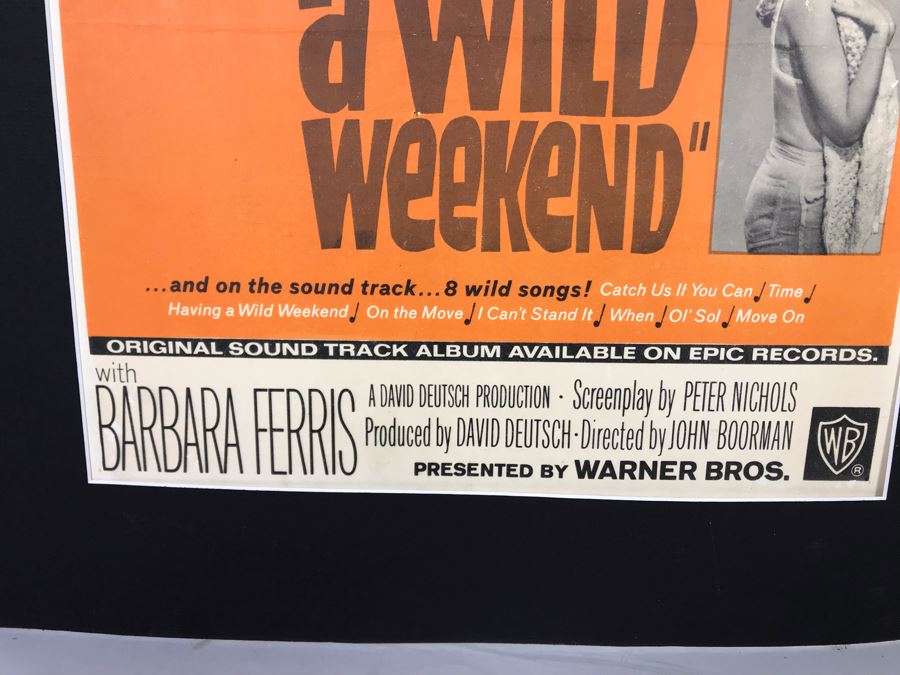 a WILD
WEEKEND"
...and on the sound track...8 wild songs! Catch Us If You Can♩Time♩
Having a Wild Weekend♩ On the Move♩I Can't Stand It♩When♩Ol' Sol♩Move On
ORIGINAL SOUND TRACK ALBUM AVAILABLE ON EPIC RECORDS.
with
BARBARA FERRIS
A DAVID DEUTSCH PRODUCTION · Screenplay by PETER NICHOLS
Produced by DAVID DEUTSCH·Directed by JOHN BOORMAN
PRESENTED BY WARNER BROS.
WB
®